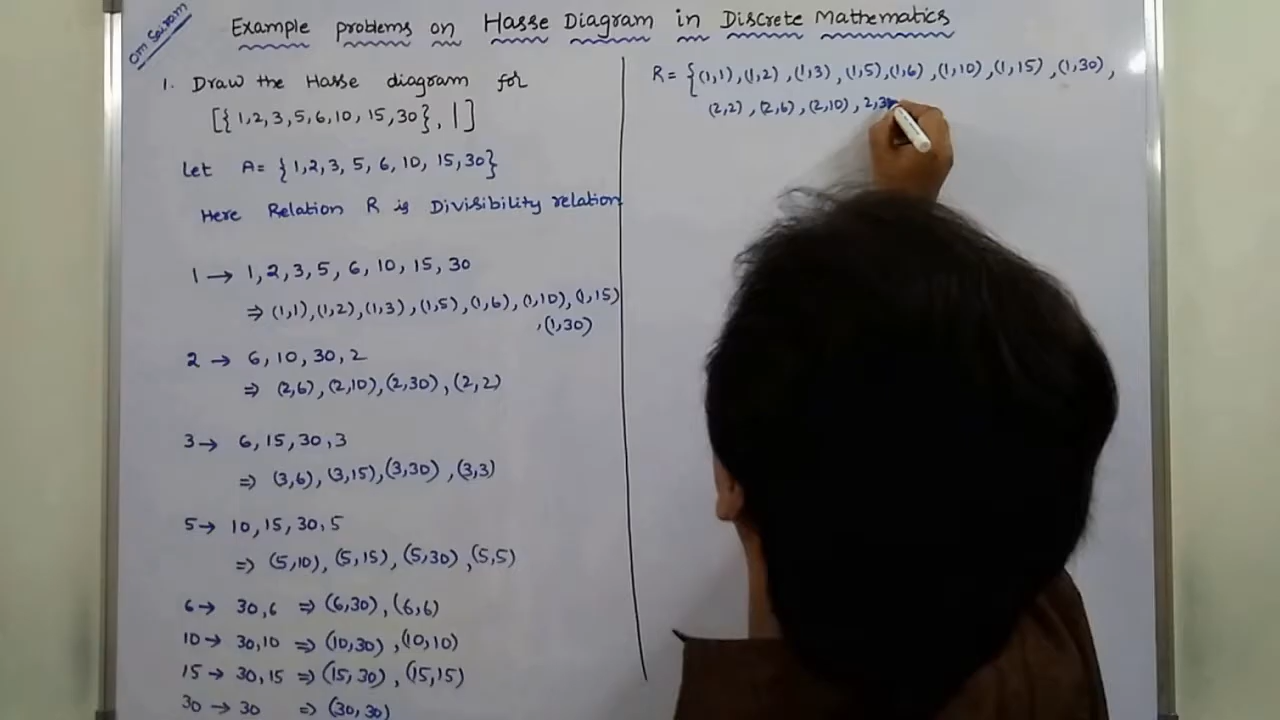 Om Sairam
Example problems on Hasse Diagram in Discrete Mathematics
1. Draw the Hasse diagram for
[{1,2,3,5,6,10,15,30}, |]
Let A= {1,2,3,5,6,10,15,30}
Here Relation R is Divisibility relation
1 → 1,2,3,5,6,10,15,30
⇒ (1,1),(1,2),(1,3),(1,5),(1,6),(1,10),(1,15)
,(1,30)
2 → 6,10,30,2
⇒ (2,6),(2,10),(2,30),(2,2)
3 → 6,15,30,3
⇒ (3,6),(3,15),(3,30),(3,3)
5 → 10,15,30,5
⇒ (5,10),(5,15),(5,30),(5,5)
6 → 30,6 ⇒ (6,30),(6,6)
10 → 30,10 ⇒ (10,30),(10,10)
15 → 30,15 ⇒ (15,30),(15,15)
30 → 30 ⇒ (30,30)
R = {(1,1),(1,2),(1,3),(1,5),(1,6),(1,10),(1,15),(1,30),
(2,2),(2,6),(2,10), 2,3